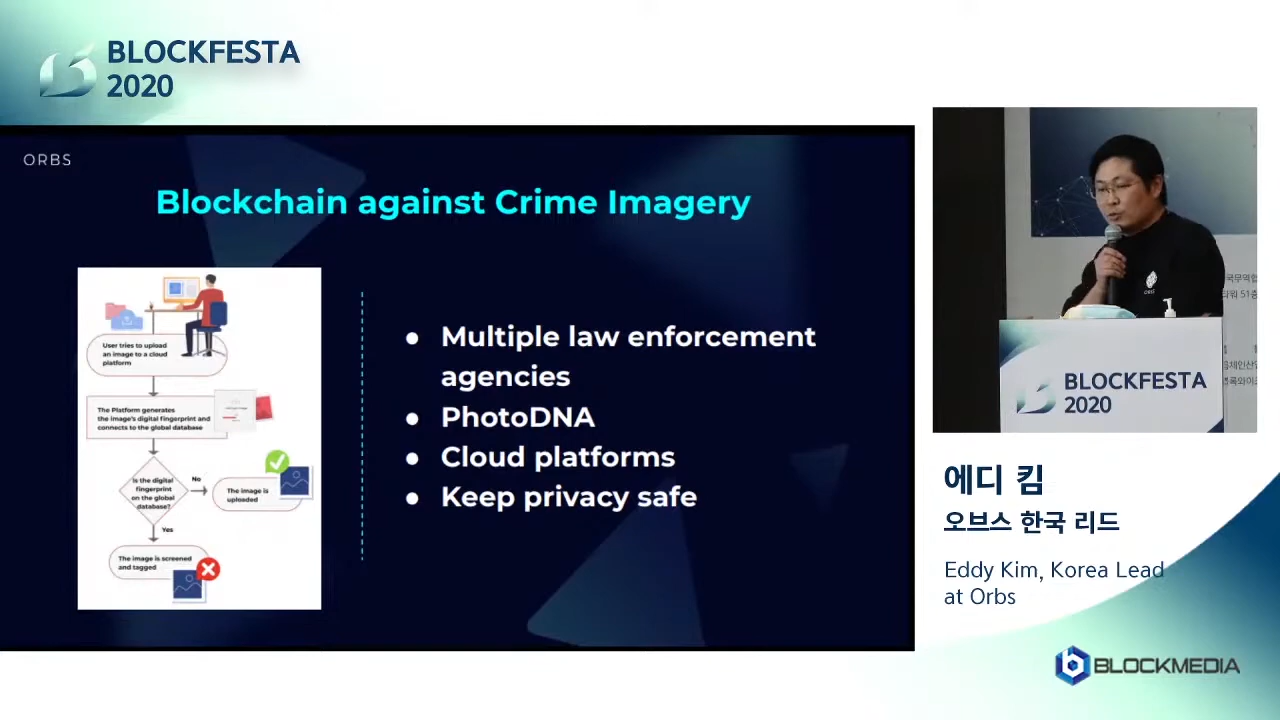 BLOCKFESTA
2020
ORBS
Blockchain against Crime Imagery
User tries to upload
an image to a cloud
platform
The Platform generates
the image's digital fingerprint and
connects to the global database
Is the digital
fingerprint
on the global
database?
No
The image is
uploaded
Yes
The image is screened
and tagged
● Multiple law enforcement
agencies
● PhotoDNA
● Cloud platforms
● Keep privacy safe
ORBS
BLOCKFESTA
2020
에디 킴
오브스 한국 리드
Eddy Kim, Korea Lead
at Orbs
BLOCKMEDIA